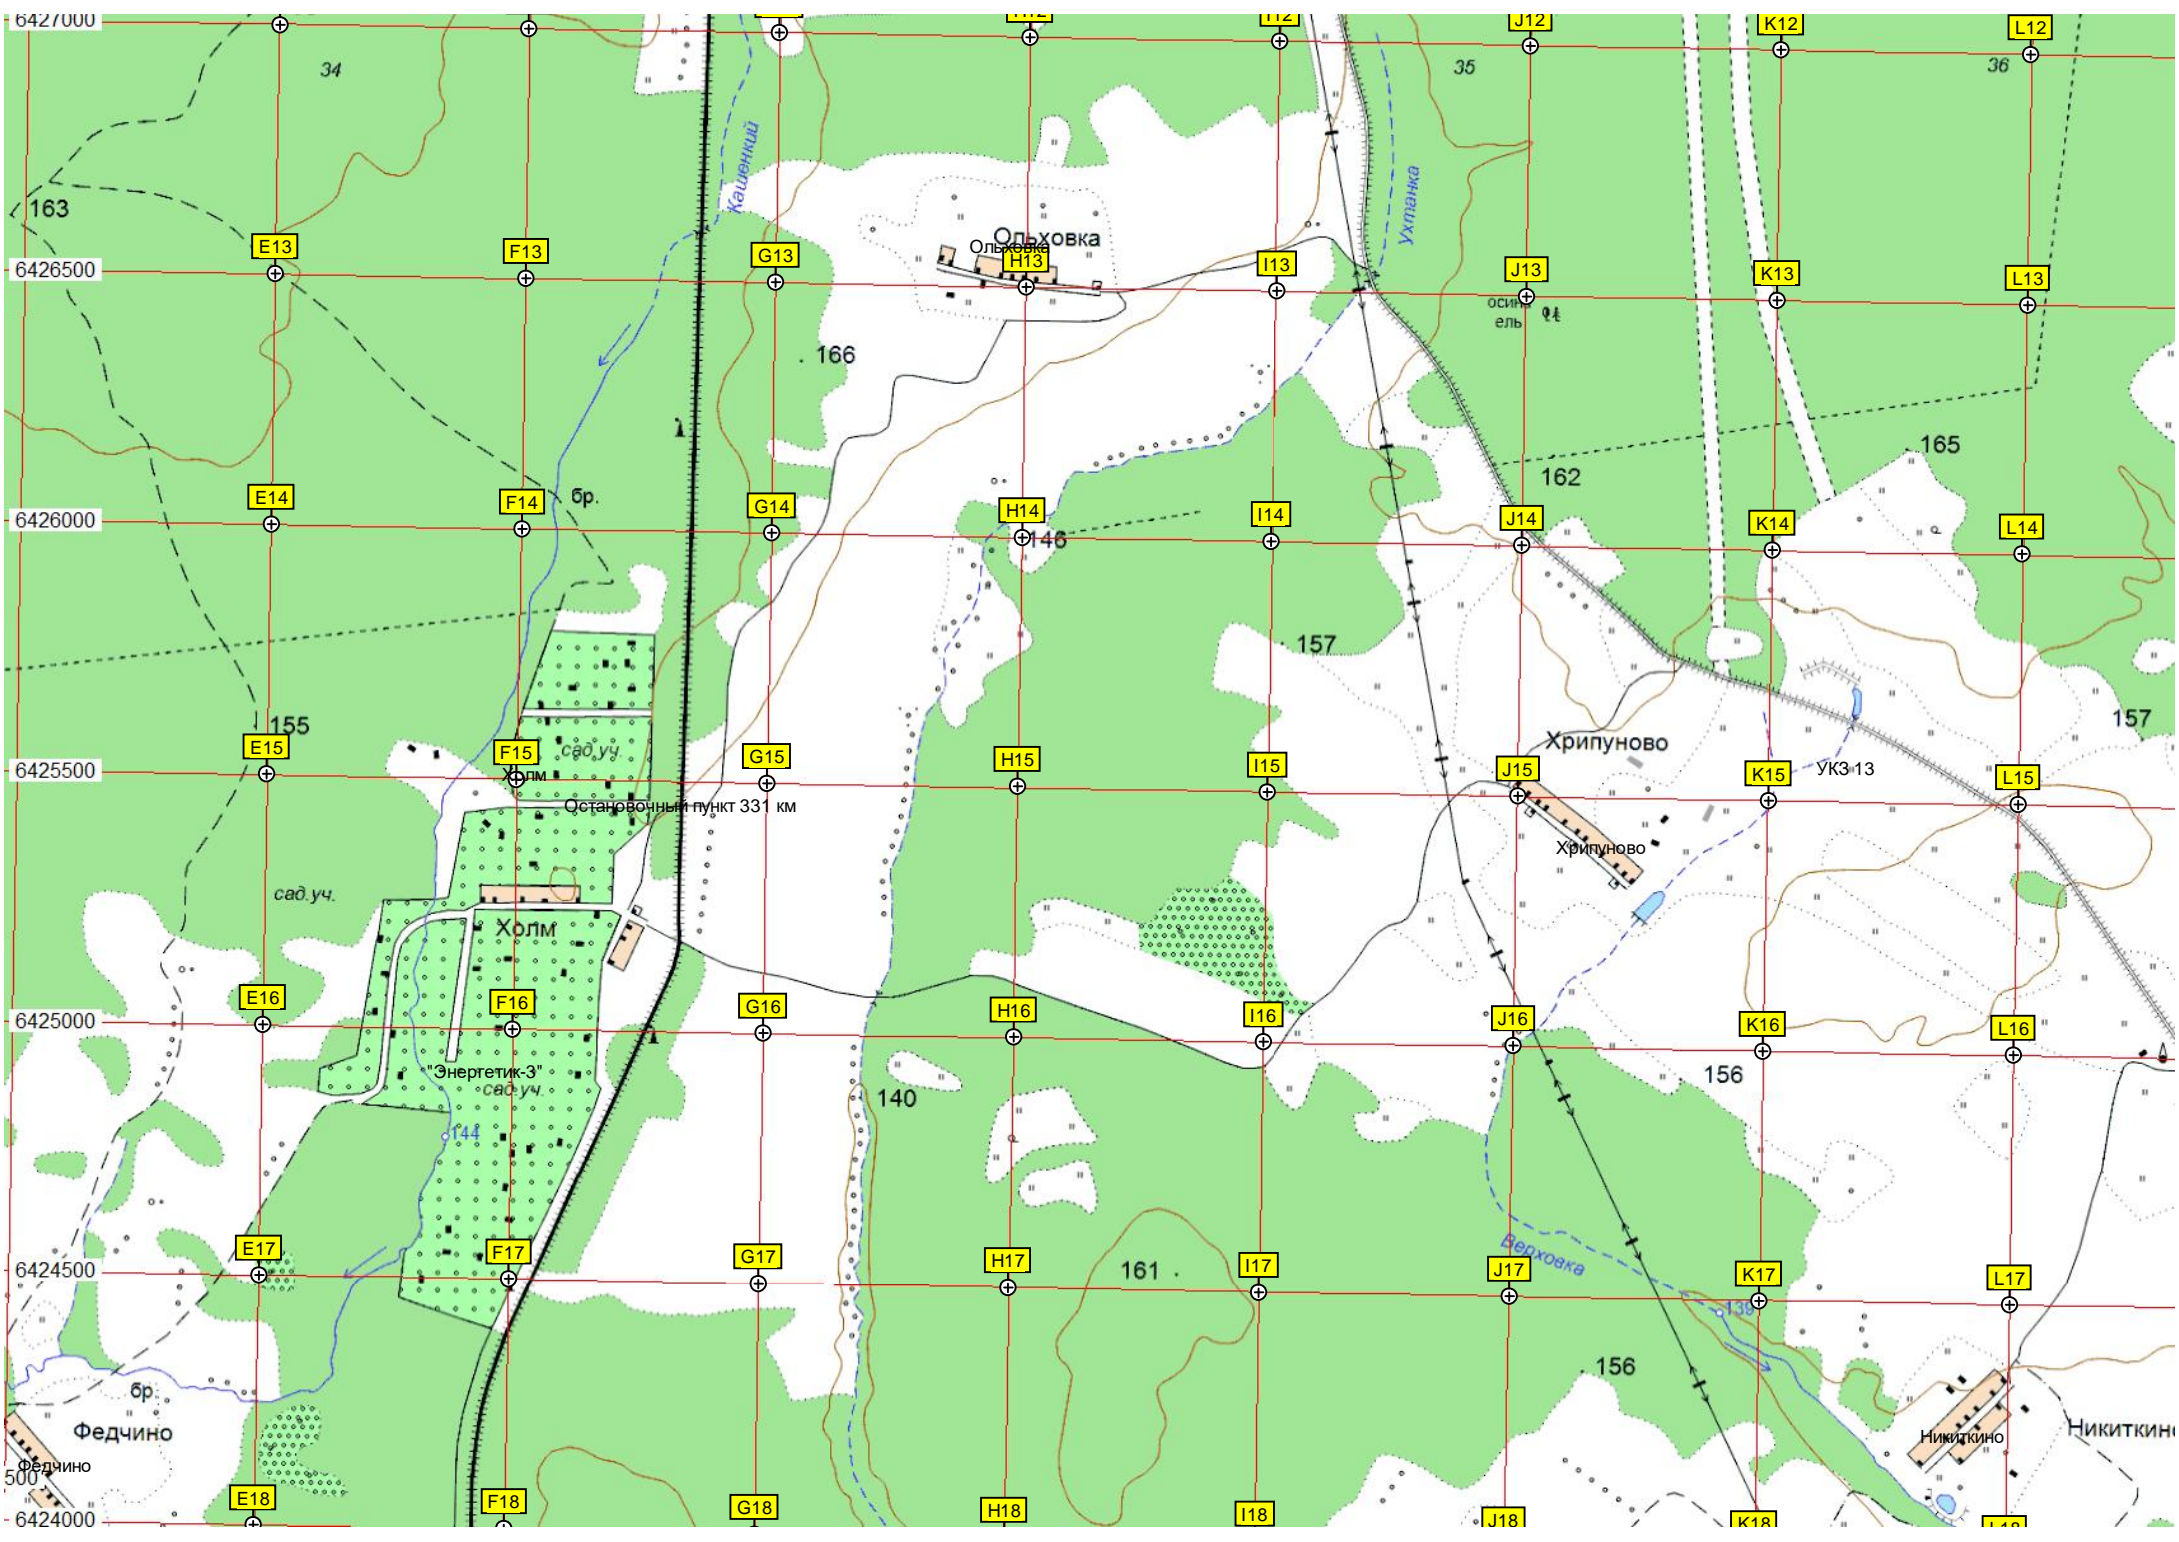 6427000
H12
I12
J12
K12
L12
34
35
36
Кашенкий
Ухтанка
163
Ольховка
Ольховка
E13
F13
G13
H13
I13
J13
K13
L13
6426500
ель
166
165
162
E14
F14
бр.
G14
H14
I14
J14
K14
L14
6426000
146
157
155
157
Хрипуново
E15
F15
сад.уч.
G15
H15
I15
J15
K15
УКЗ 13
L15
6425500
Холм
Остановочный пункт 331 км
Хрипуново
сад.уч.
Холм
E16
F16
G16
H16
I16
J16
K16
L16
6425000
"Энергетик-3"
сад.уч.
140
156
144
Верховка
E17
F17
G17
H17
161
I17
J17
K17
L17
6424500
139
156
бр.
Федчино
Никиткино
Никиткино
Федчино
500
E18
F18
G18
H18
I18
J18
K18
L18
6424000